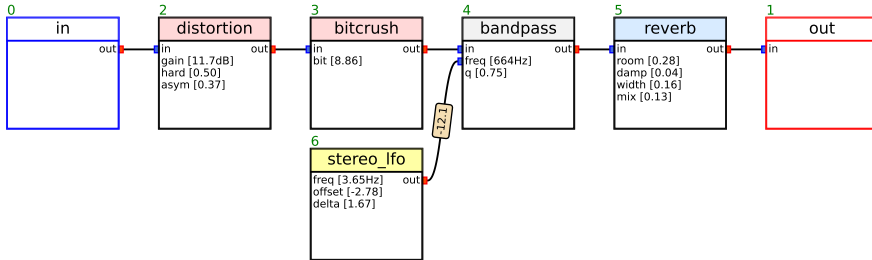 0
in
out
2
distortion
in out
gain [11.7dB]
hard [0.50]
asym [0.37]
3
bitcrush
in out
bit [8.86]
4
bandpass
in out
freq [664Hz]
q [0.75]
5
reverb
in out
room [0.28]
damp [0.04]
width [0.16]
mix [0.13]
1
out
in
-12.1
6
stereo_lfo
freq [3.65Hz] out
offset [-2.78]
delta [1.67]